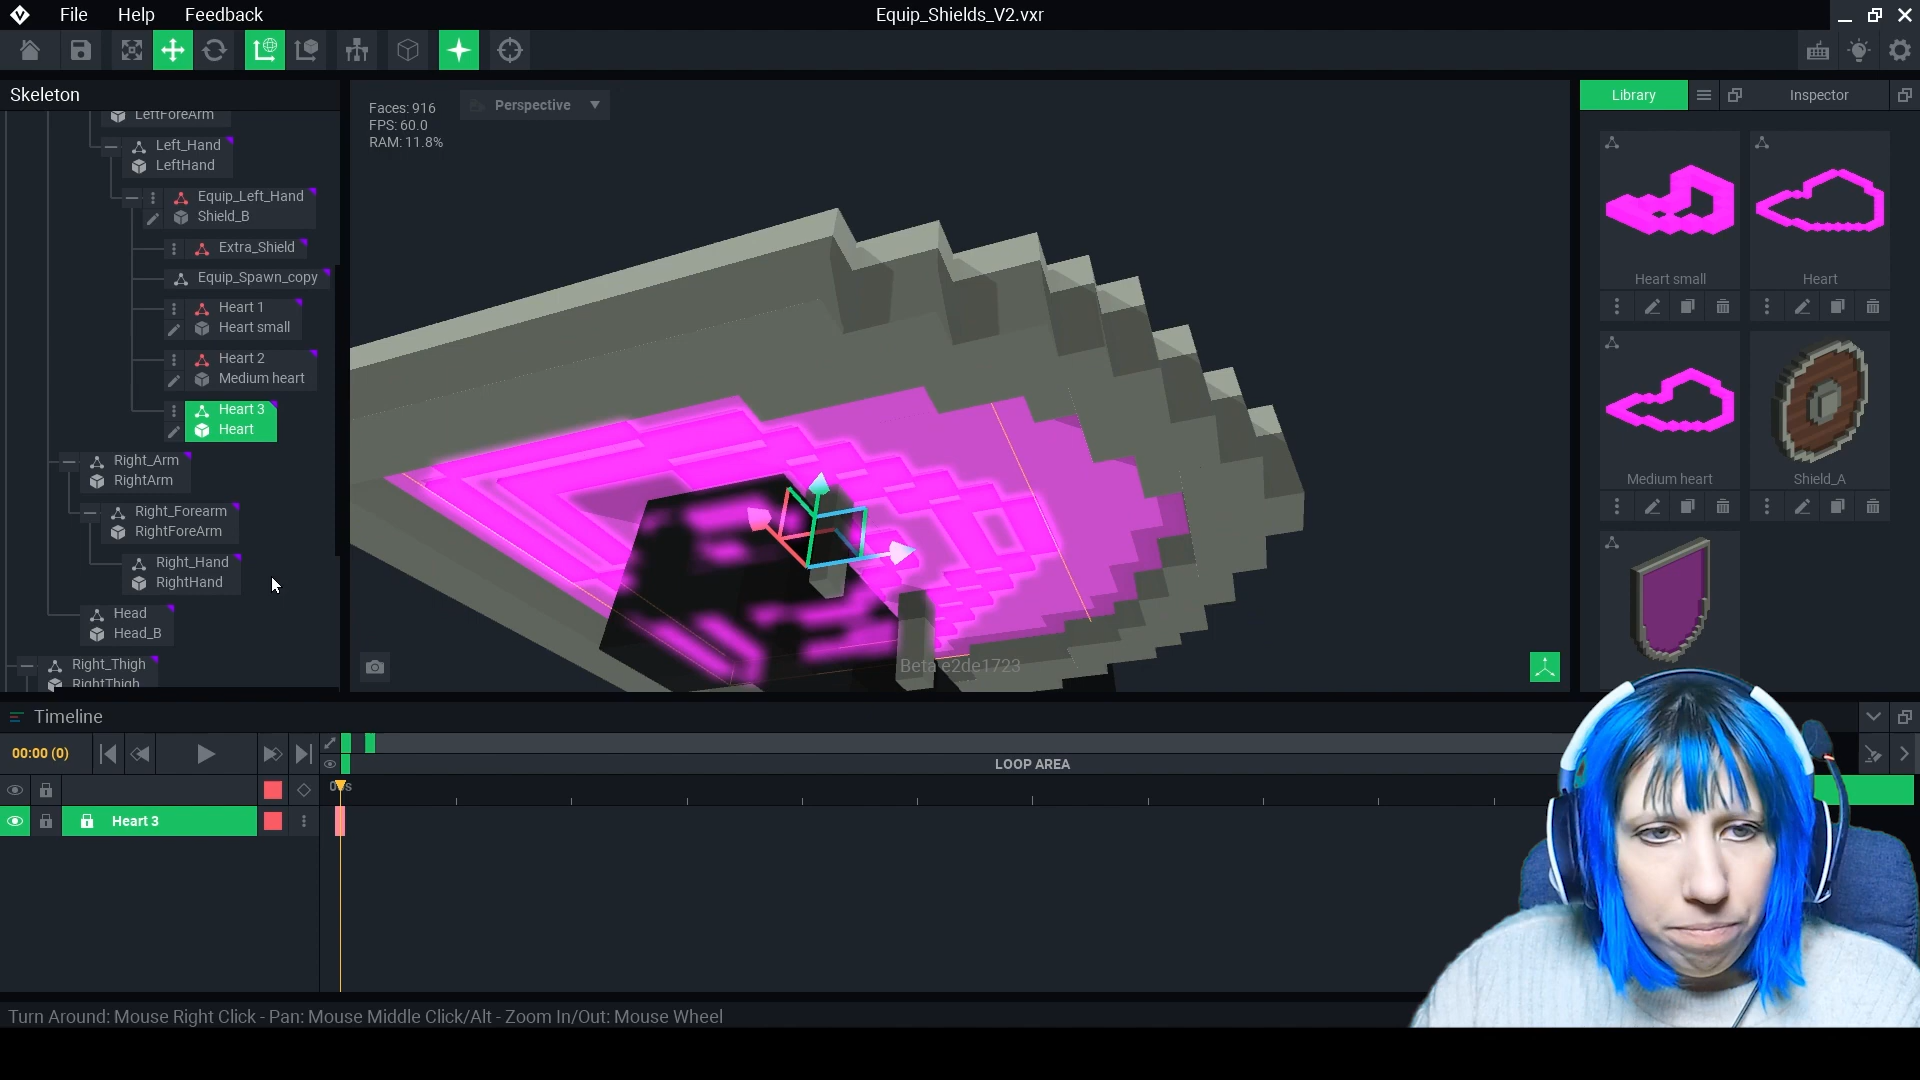 File
Help
Feedback
Equip_Shields_V2.vxr
Skeleton
LeftForeArm
Left_Hand
LeftHand
Equip_Left_Hand
Shield_B
Extra_Shield
Equip_Spawn_copy
Heart 1
Heart small
Heart 2
Medium heart
Heart 3
Heart
Right_Arm
RightArm
Right_Forearm
RightForeArm
Right_Hand
RightHand
Head
Head_B
Right_Thigh
RightThigh
Faces: 916
FPS: 60.0
RAM: 11.8%
Perspective
Beta e2de1723
Library
Inspector
Heart small
Heart
Medium heart
Shield_A
Timeline
00:00 (0)
LOOP AREA
Heart 3
Turn Around: Mouse Right Click - Pan: Mouse Middle Click/Alt - Zoom In/Out: Mouse Wheel